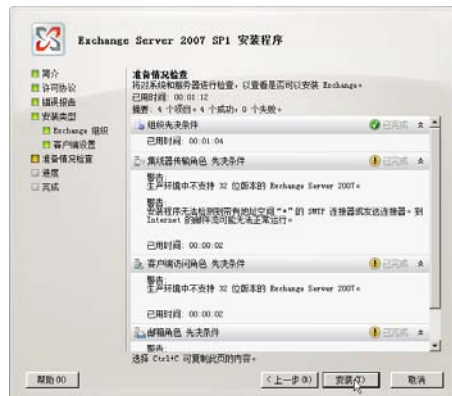 Exchange Server 2007 SP1 安装程序
简介
许可协议
错误报告
安装类型
Exchange 组织
客户端设置
准备情况检查
进度
完成
准备情况检查
将对系统和服务器进行检查，以查看是否可以安装 Exchange。
已用时间: 00:01:12
摘要: 4 个项目。4 个成功，0 个失败。
组织先决条件 已完成
已用时间: 00:01:04
集线器传输角色 先决条件 已完成
警告:
生产环境中不支持 32 位版本的 Exchange Server 2007。
警告:
安装程序无法检测到带有地址空间“*”的 SMTP 连接器或发送连接器。到
Internet 的邮件流可能无法正常运行。
已用时间: 00:00:02
客户端访问角色 先决条件 已完成
警告:
生产环境中不支持 32 位版本的 Exchange Server 2007。
已用时间: 00:00:02
邮箱角色 先决条件 已完成
警告:
选择 Ctrl+C 可复制此页的内容。
帮助(H) <上一步(B) 安装(I) 取消